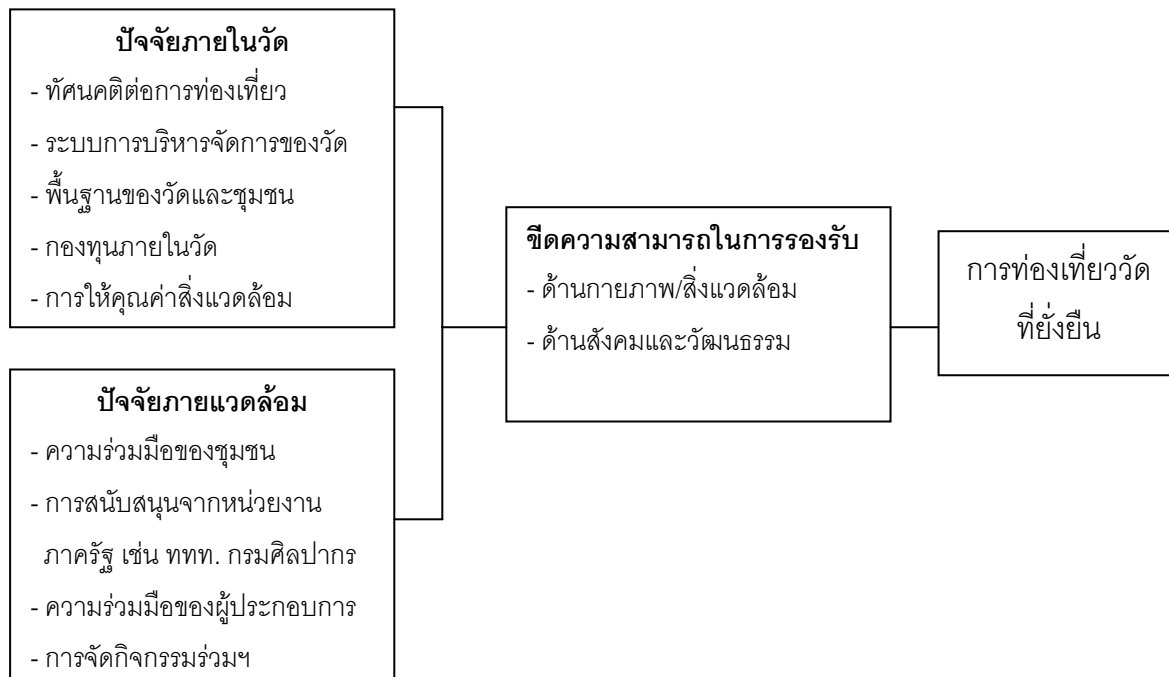 ปัจจัยภายในวัด
- ทัศนคติต่อการท่องเที่ยว
- ระบบการบริหารจัดการของวัด
- พื้นฐานของวัดและชุมชน
- กองทุนภายในวัด
- การให้คุณค่าสิ่งแวดล้อม
ปัจจัยภายแวดล้อม
- ความร่วมมือของชุมชน
- การสนับสนุนจากหน่วยงาน
ภาครัฐ เช่น ททท. กรมศิลปากร
- ความร่วมมือของผู้ประกอบการ
- การจัดกิจกรรมร่วมฯ
ขีดความสามารถในการรองรับ
- ด้านกายภาพ/สิ่งแวดล้อม
- ด้านสังคมและวัฒนธรรม
การท่องเที่ยววัด
ที่ยั่งยืน